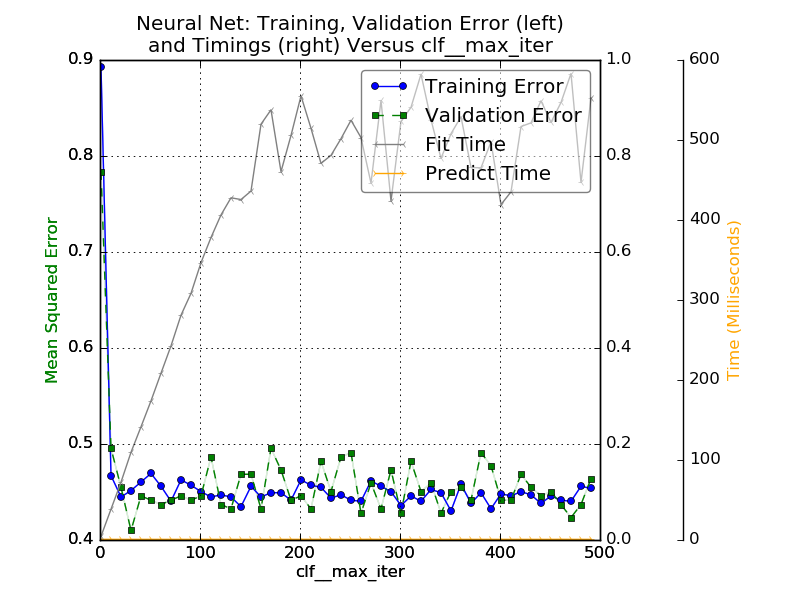 Neural Net: Training, Validation Error (left)
and Timings (right) Versus clf__max_iter
Training Error
Validation Error
Fit Time
Predict Time
Mean Squared Error
0.9
0.8
0.7
0.6
0.5
0.4
1.0
0.8
0.6
0.4
0.2
0.0
600
500
400
300
200
100
0
Time (Milliseconds)
0 100 200 300 400 500
clf__max_iter